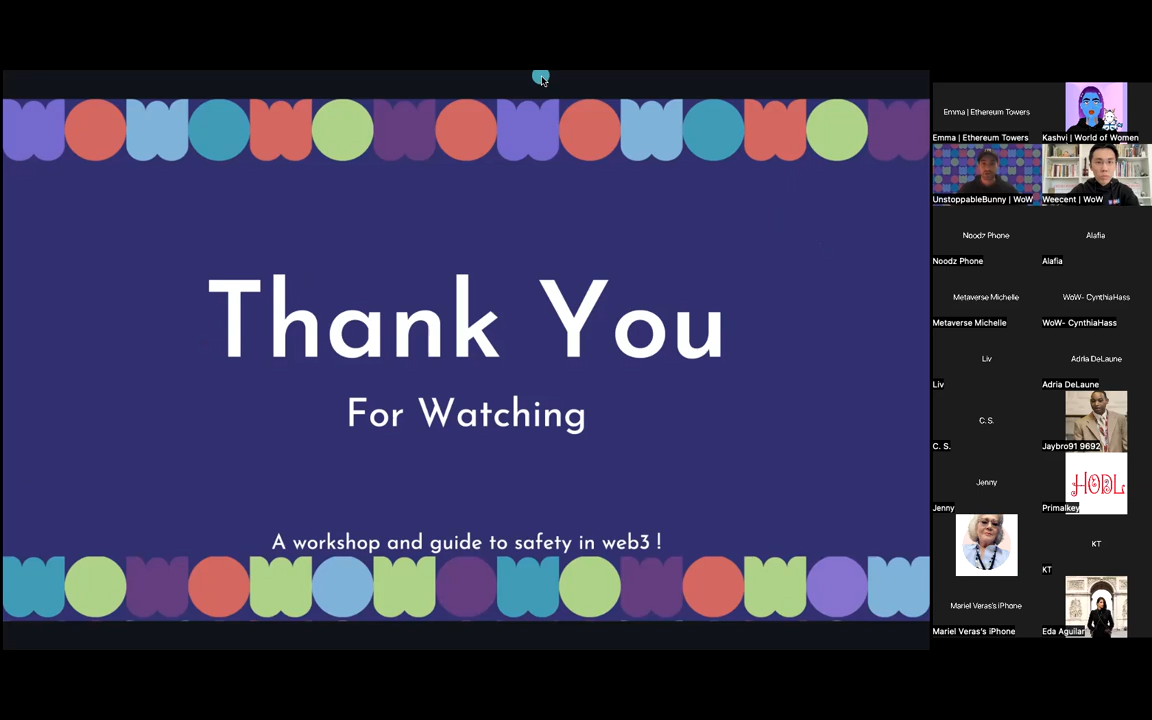 Thank You
For Watching
A workshop and guide to safety in web3 !
Emma | Ethereum Towers
Emma | Ethereum Towers
Kashvi | World of Women
UnstoppableBunny | WoW
Weecent | WoW
Noodz Phone
Alafia
Noodz Phone
Alafia
Metaverse Michelle
WoW- CynthiaHass
Metaverse Michelle
WoW- CynthiaHass
Liv
Adria DeLaune
Liv
Adria DeLaune
C. S.
C. S.
Jaybro91 9692
Jenny
HODL
Jenny
Primalkey
KT
KT
Mariel Veras's iPhone
Mariel Veras's iPhone
Eda Aguilar